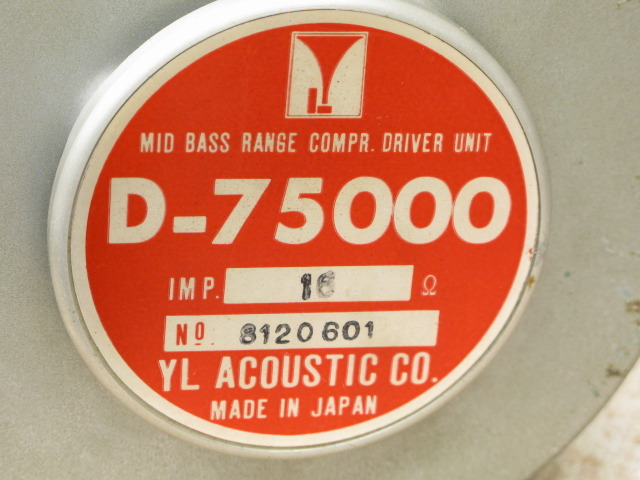 MID BASS RANGE COMPR. DRIVER UNIT
D-75000
IMP. 16 Ω
NO. 8120601
YL ACOUSTIC CO.
MADE IN JAPAN